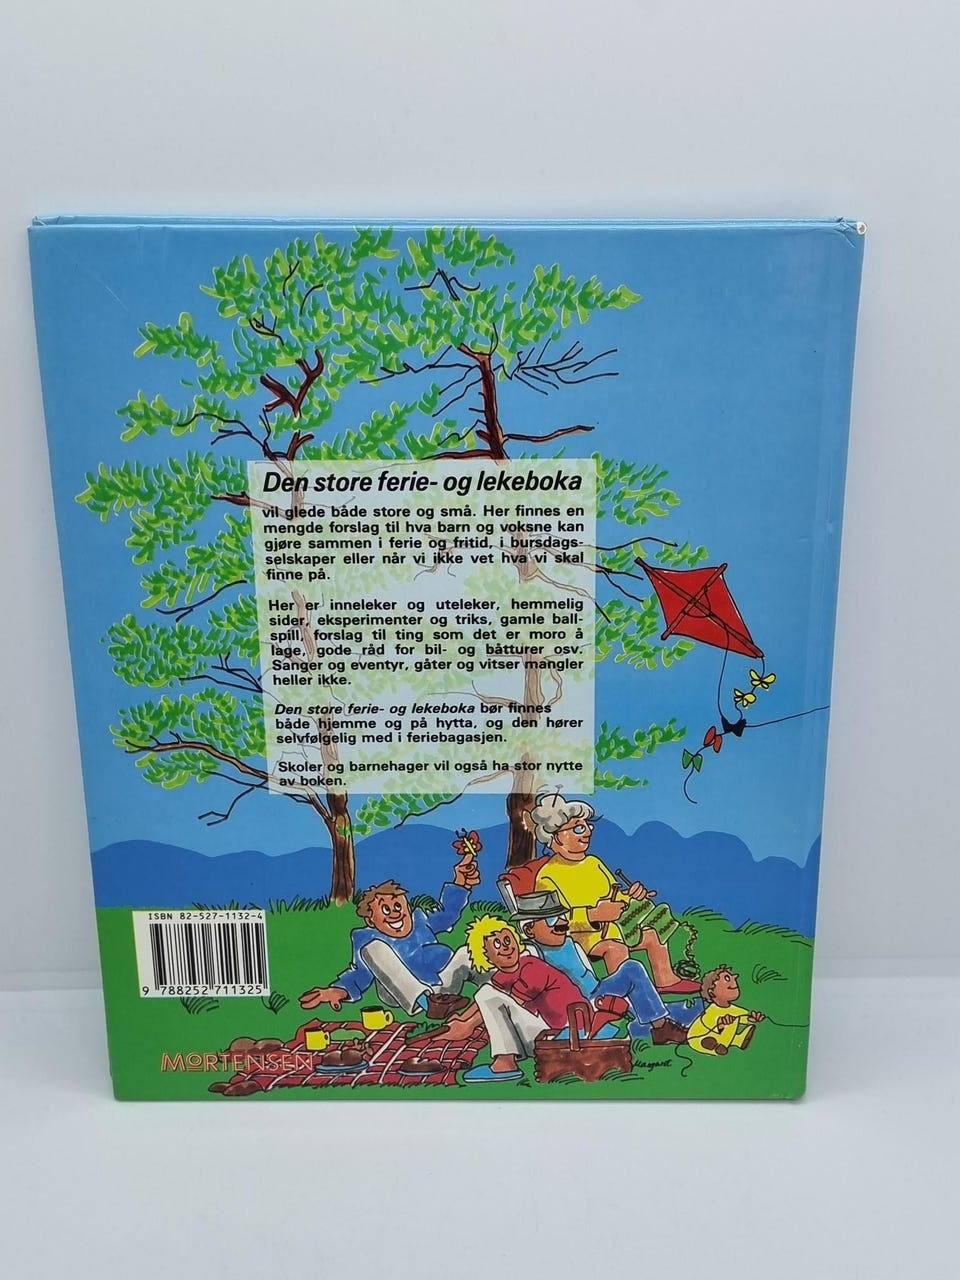 Den store ferie- og lekeboka
vil glede både store og små. Her finnes en
mengde forslag til hva barn og voksne kan
gjøre sammen i ferie og fritid, i bursdags-
selskaper eller når vi ikke vet hva vi skal
finne på.
Her er inneleker og uteleker, hemmelig
sider, eksperimenter og triks, gamle ball-
spill, forslag til ting som det er moro å
lage, gode råd for bil- og båtturer osv.
Sanger og eventyr, gåter og vitser mangler
heller ikke.
Den store ferie- og lekeboka bør finnes
både hjemme og på hytta, og den hører
selvfølgelig med i feriebagasjen.
Skoler og barnehager vil også ha stor nytte
av boken.
ISBN 82-527-1132-4
9 788252 711325
MORTENSEN
Margaret